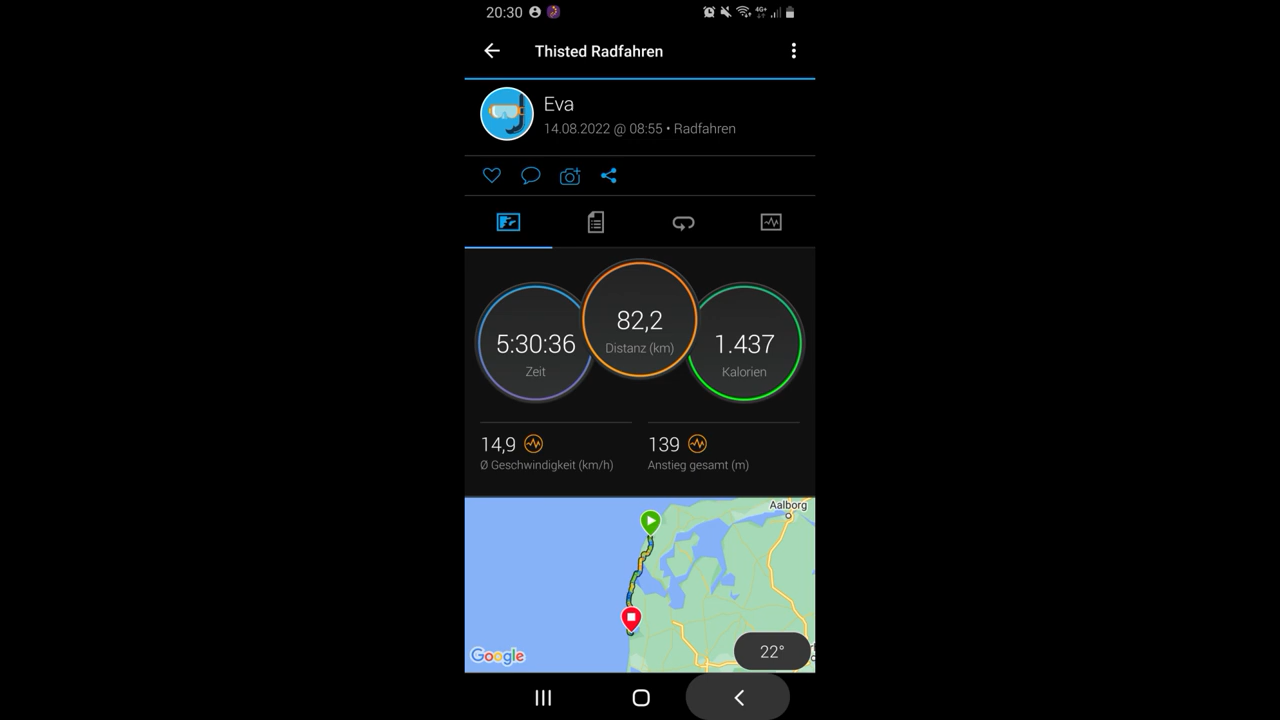 20:30
4G+
Thisted Radfahren
Eva
14.08.2022 @ 08:55 • Radfahren
82,2
Distanz (km)
5:30:36
Zeit
1.437
Kalorien
14,9
Ø Geschwindigkeit (km/h)
139
Anstieg gesamt (m)
Aalborg
22°
Google